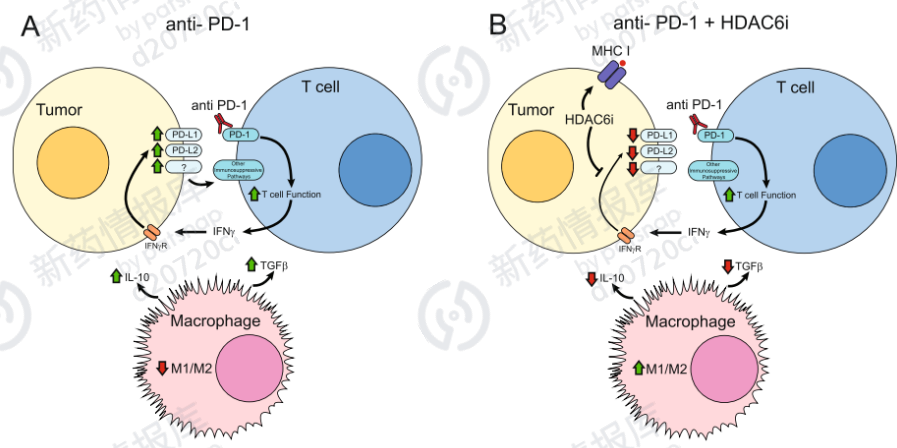 A
anti- PD-1
Tumor
T cell
anti PD-1
PD-L1
PD-L2
?
PD-1
Other
Immunosuppressive
Pathways
T cell Function
IFNγ
IFNγR
IL-10
TGFβ
Macrophage
M1/M2
B
anti- PD-1 + HDAC6i
MHC I
Tumor
T cell
HDAC6i
anti PD-1
PD-L1
PD-L2
?
PD-1
Other
Immunosuppressive
Pathways
T cell Function
IFNγ
IFNγR
IL-10
TGFβ
Macrophage
M1/M2
新药情报库
d20720ci